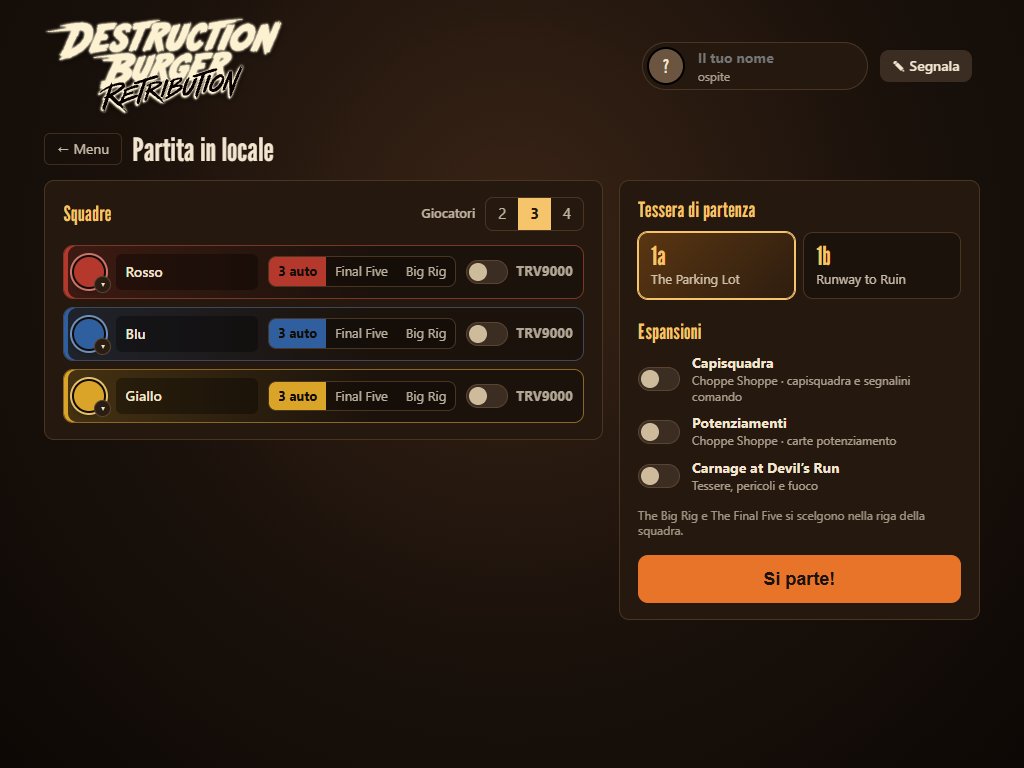 DESTRUCTION
BURGER
RETRIBUTION
?
Il tuo nome
ospite
Segnala
← Menu
Partita in locale
Squadre
Giocatori
2
3
4
Rosso
3 auto
Final Five
Big Rig
TRV9000
Blu
3 auto
Final Five
Big Rig
TRV9000
Giallo
3 auto
Final Five
Big Rig
TRV9000
Tessera di partenza
1a
The Parking Lot
1b
Runway to Ruin
Espansioni
Capisquadra
Choppe Shoppe · capisquadra e segnalini
comando
Potenziamenti
Choppe Shoppe · carte potenziamento
Carnage at Devil’s Run
Tessere, pericoli e fuoco
The Big Rig e The Final Five si scelgono nella riga della
squadra.
Si parte!